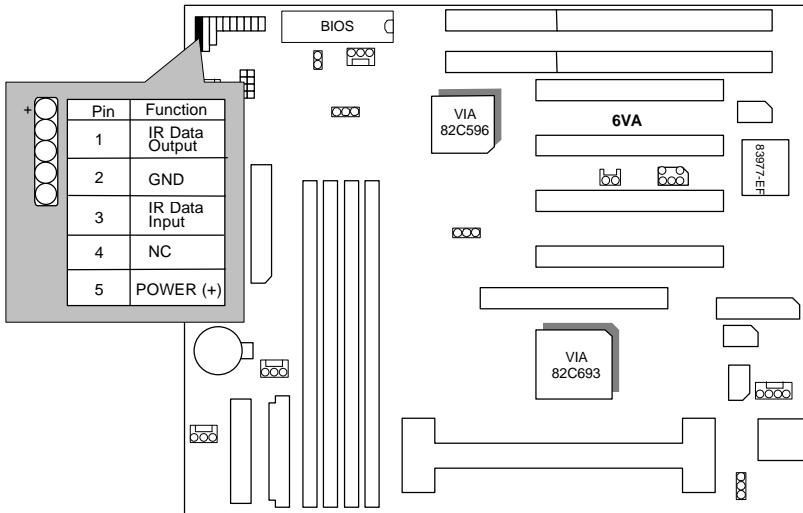 BIOS
VIA
82C596
6VA
83977-EF
+
Pin Function
1 IR Data
Output
2 GND
3 IR Data
Input
4 NC
5 POWER (+)
VIA
82C693